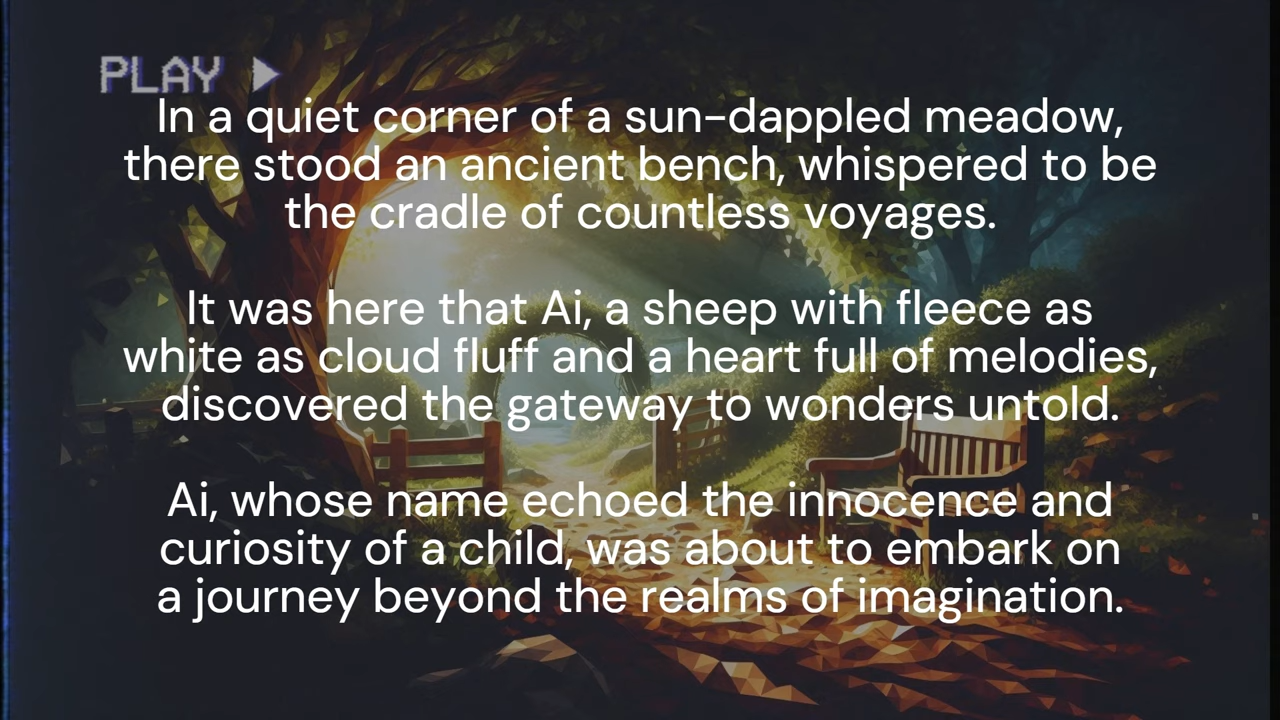 PLAY
In a quiet corner of a sun-dappled meadow,
there stood an ancient bench, whispered to be
the cradle of countless voyages.
It was here that Ai, a sheep with fleece as
white as cloud fluff and a heart full of melodies,
discovered the gateway to wonders untold.
Ai, whose name echoed the innocence and
curiosity of a child, was about to embark on
a journey beyond the realms of imagination.